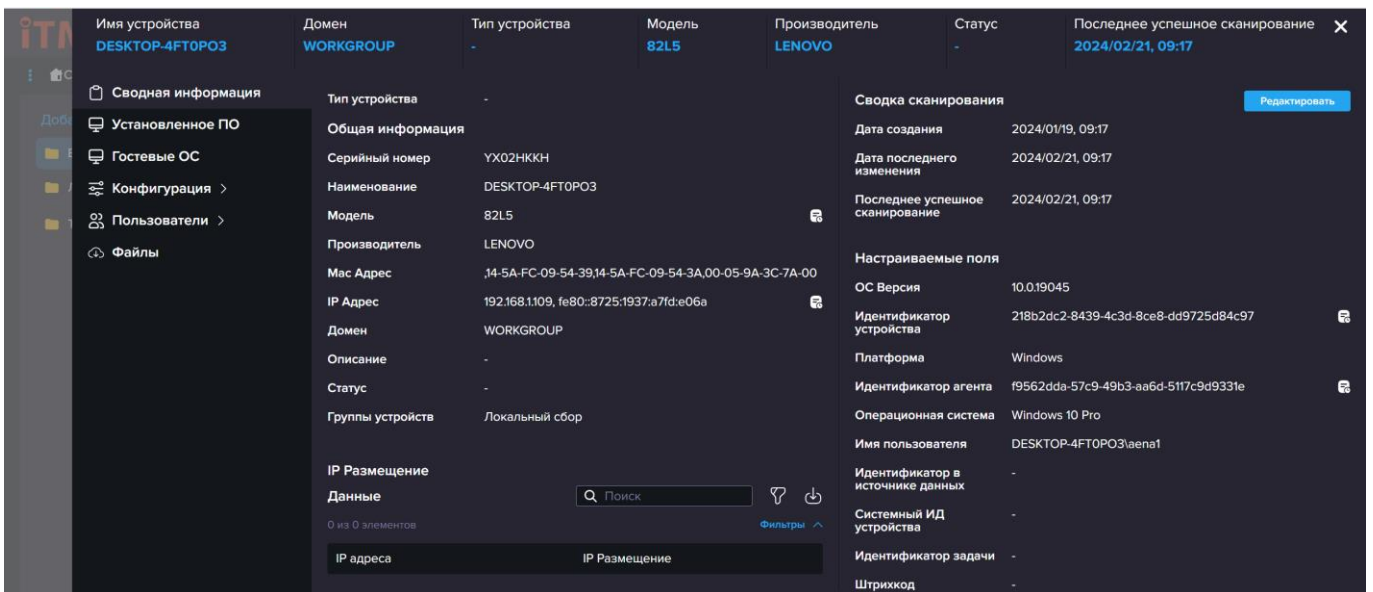 Имя устройства Домен Тип устройства Модель Производитель Статус Последнее успешное сканирование
DESKTOP-4FT0PO3 WORKGROUP - 82L5 LENOVO - 2024/02/21, 09:17
Сводная информация
Установленное ПО
Гостевые ОС
Конфигурация >
Пользователи >
Файлы
Тип устройства -
Общая информация
Серийный номер YX02HKKH
Наименование DESKTOP-4FT0PO3
Модель 82L5
Производитель LENOVO
Mac Адрес ,14-5A-FC-09-54-39,14-5A-FC-09-54-3A,00-05-9A-3C-7A-00
IP Адрес 192.168.1.109, fe80::8725:1937:a7fd:e06a
Домен WORKGROUP
Описание -
Статус -
Группы устройств Локальный сбор
IP Размещение
Данные Поиск
0 из 0 элементов Фильтры
IP адреса IP Размещение
Сводка сканирования Редактировать
Дата создания 2024/01/19, 09:17
Дата последнего 2024/02/21, 09:17
изменения
Последнее успешное 2024/02/21, 09:17
сканирование
Настраиваемые поля
ОС Версия 10.0.19045
Идентификатор 218b2dc2-8439-4c3d-8ce8-dd9725d84c97
устройства
Платформа Windows
Идентификатор агента f9562dda-57c9-49b3-aa6d-5117c9d9331e
Операционная система Windows 10 Pro
Имя пользователя DESKTOP-4FT0PO3\aena1
Идентификатор в -
источнике данных
Системный ИД -
устройства
Идентификатор задачи -
Штрихкод -